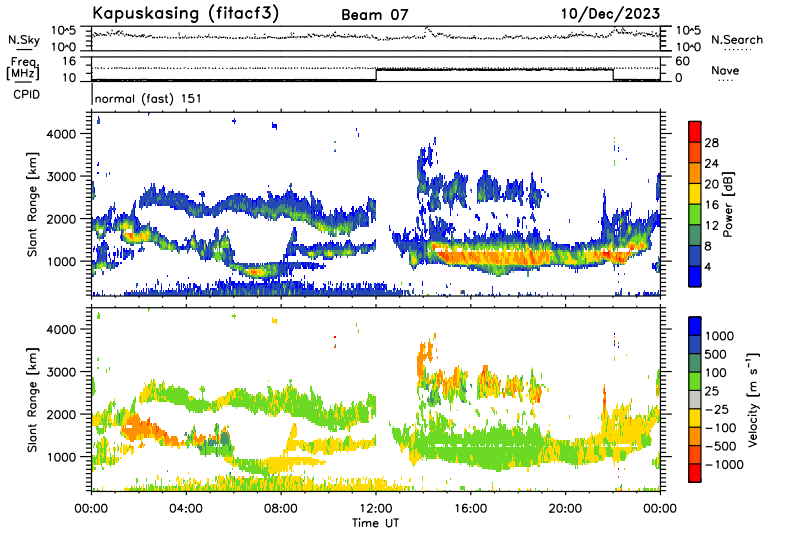 Kapuskasing (fitacf3) Beam 07 10/Dec/2023
N.Sky 10^5 10^0 10^5 10^0 N.Search
Freq. [MHz] 16 10 60 0 Nave
CPID normal (fast) 151
Slant Range [km]
4000
3000
2000
1000
28
24
20
16
12
8
4
Power [dB]
Slant Range [km]
4000
3000
2000
1000
1000
500
100
25
−25
−100
−500
−1000
Velocity [m s⁻¹]
00:00 04:00 08:00 12:00 16:00 20:00 00:00
Time UT